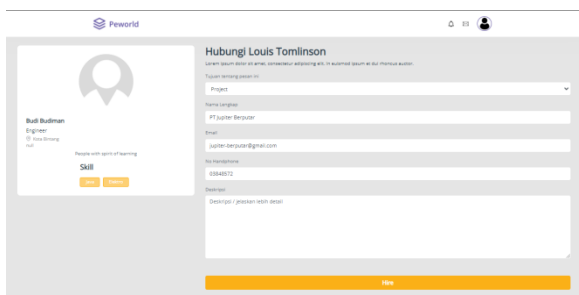 Peworld
Budi Budiman
Engineer
Kota Bintang
null
People with spirit of learning
Skill
Hubungi Louis Tomlinson
Lorem ipsum dolor sit amet, consectetur adipiscing elit. In euismod ipsum et dui rhoncus auctor.
Tujuan tentang pesan ini
Project
Nama Lengkap
PT Jupiter Berputar
Email
jupiter-berputar@gmail.com
No Handphone
03848572
Deskripsi
Deskripsi / jelaskan lebih detail
Hire